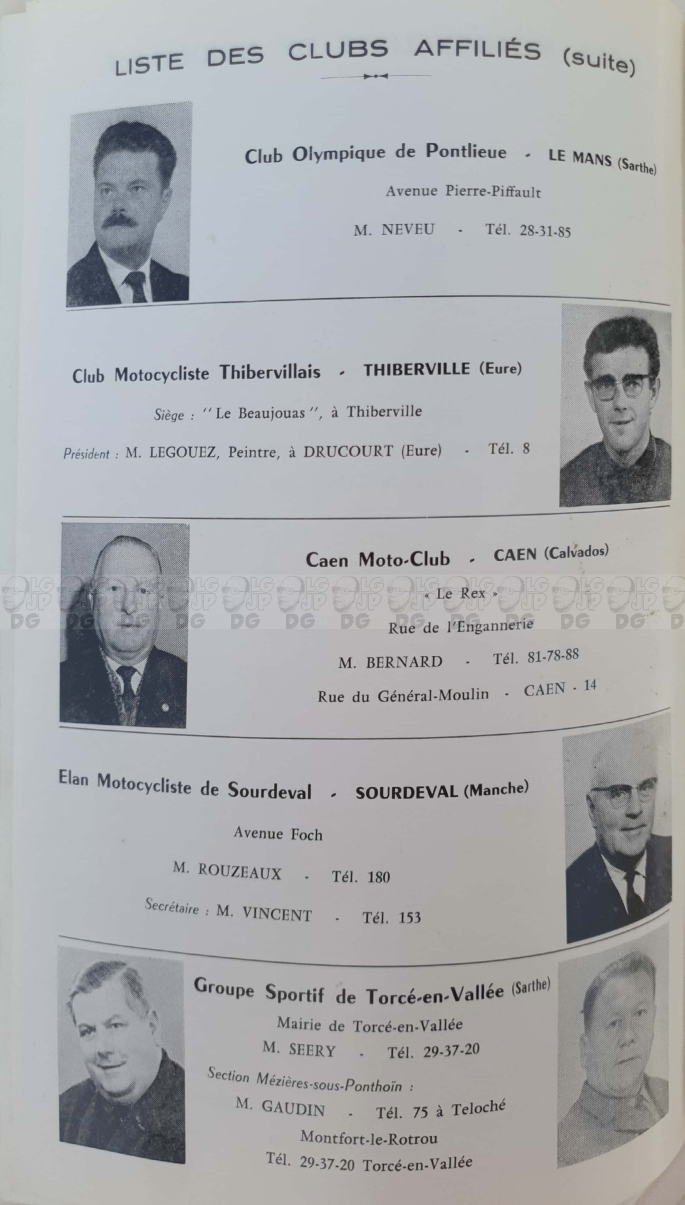 LISTE DES CLUBS AFFILIÉS (suite)
Club Olympique de Pontlieue - LE MANS (Sarthe)
Avenue Pierre-Piffault
M. NEVEU - Tél. 28-31-85
Club Motocycliste Thibervillais - THIBERVILLE (Eure)
Siège : "Le Beaujouas", à Thiberville
Président : M. LEGOUEZ, Peintre, à DRUCOURT (Eure) - Tél. 8
Caen Moto-Club - CAEN (Calvados)
« Le Rex »
Rue de l'Engannerie
M. BERNARD - Tél. 81-78-88
Rue du Général-Moulin - CAEN - 14
Elan Motocycliste de Sourdeval - SOURDEVAL (Manche)
Avenue Foch
M. ROUZEAUX - Tél. 180
Secrétaire : M. VINCENT - Tél. 153
Groupe Sportif de Torcé-en-Vallée (Sarthe)
Mairie de Torcé-en-Vallée
M. SEERY - Tél. 29-37-20
Section Mézières-sous-Ponthoin :
M. GAUDIN - Tél. 75 à Teloché
Montfort-le-Rotrou
Tél. 29-37-20 Torcé-en-Vallée